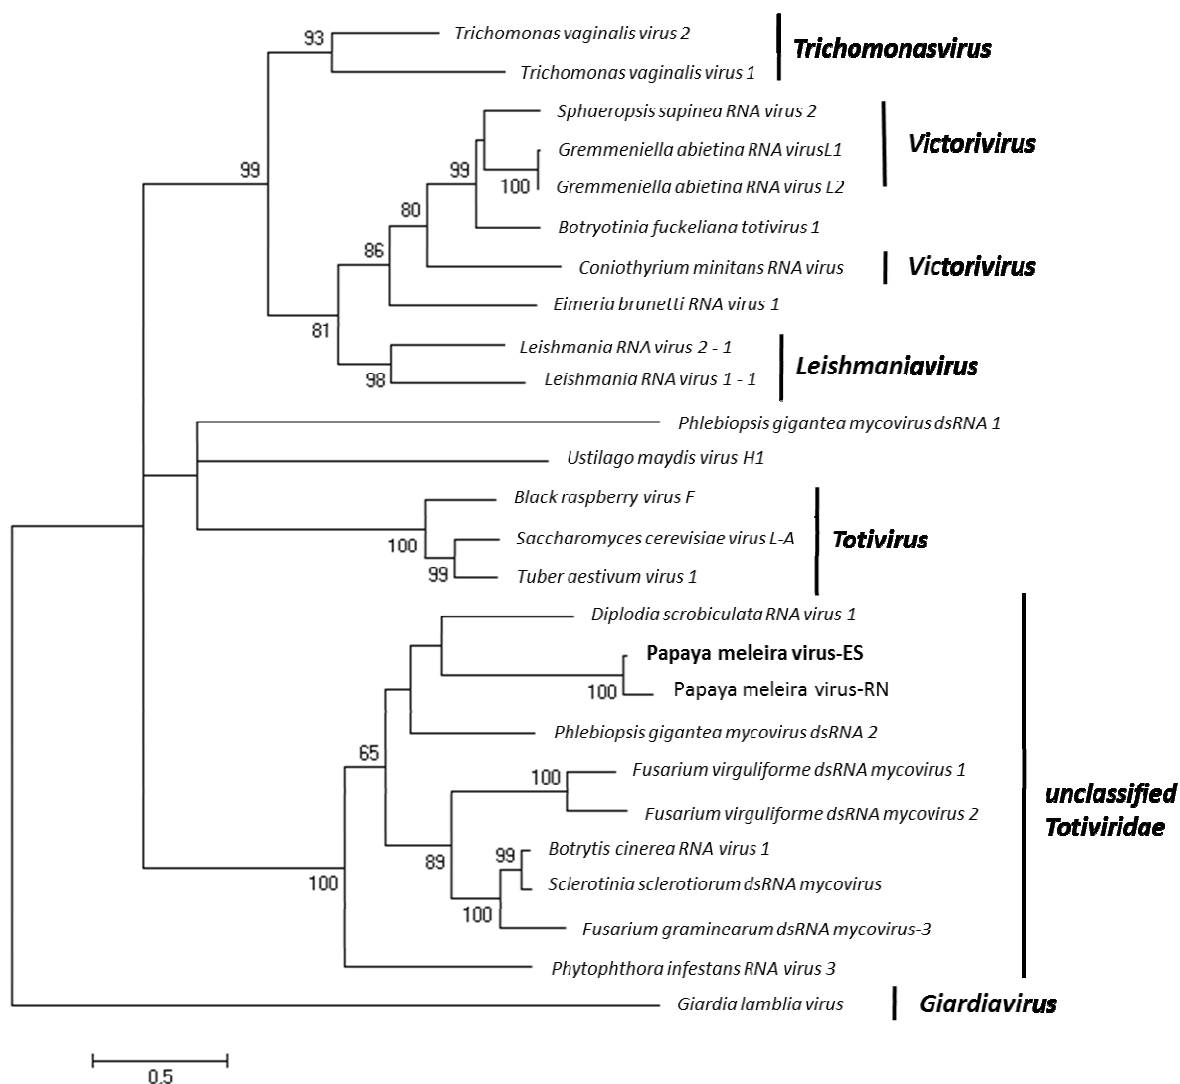 93
Trichomonas vaginalis virus 2
Trichomonasvirus
Trichomonas vaginalis virus 1
Sphaeropsis sapinea RNA virus 2
Gremmeniella abietina RNA virusL1
Victorivirus
99
99
100
Gremmeniella abietina RNA virus L2
80
Botryotinia fuckeliana totivirus 1
86
Coniothyrium minitans RNA virus
Victorivirus
Eimeria brunetti RNA virus 1
81
Leishmania RNA virus 2 - 1
Leishmaniavirus
98
Leishmania RNA virus 1 - 1
Phlebiopsis gigantea mycovirus dsRNA 1
Ustilago maydis virus H1
Black raspberry virus F
100
Saccharomyces cerevisiae virus L-A
Totivirus
99
Tuber aestivum virus 1
Diplodia scrobiculata RNA virus 1
Papaya meleira virus-ES
100
Papaya meleira virus-RN
Phlebiopsis gigantea mycovirus dsRNA 2
65
100
Fusarium virguliforme dsRNA mycovirus 1
unclassified
Totiviridae
Fusarium virguliforme dsRNA mycovirus 2
99
Botrytis cinerea RNA virus 1
89
Sclerotinia sclerotiorum dsRNA mycovirus
100
100
Fusarium graminearum dsRNA mycovirus-3
Phytophthora infestans RNA virus 3
Giardia lamblia virus
Giardiavirus
0.5